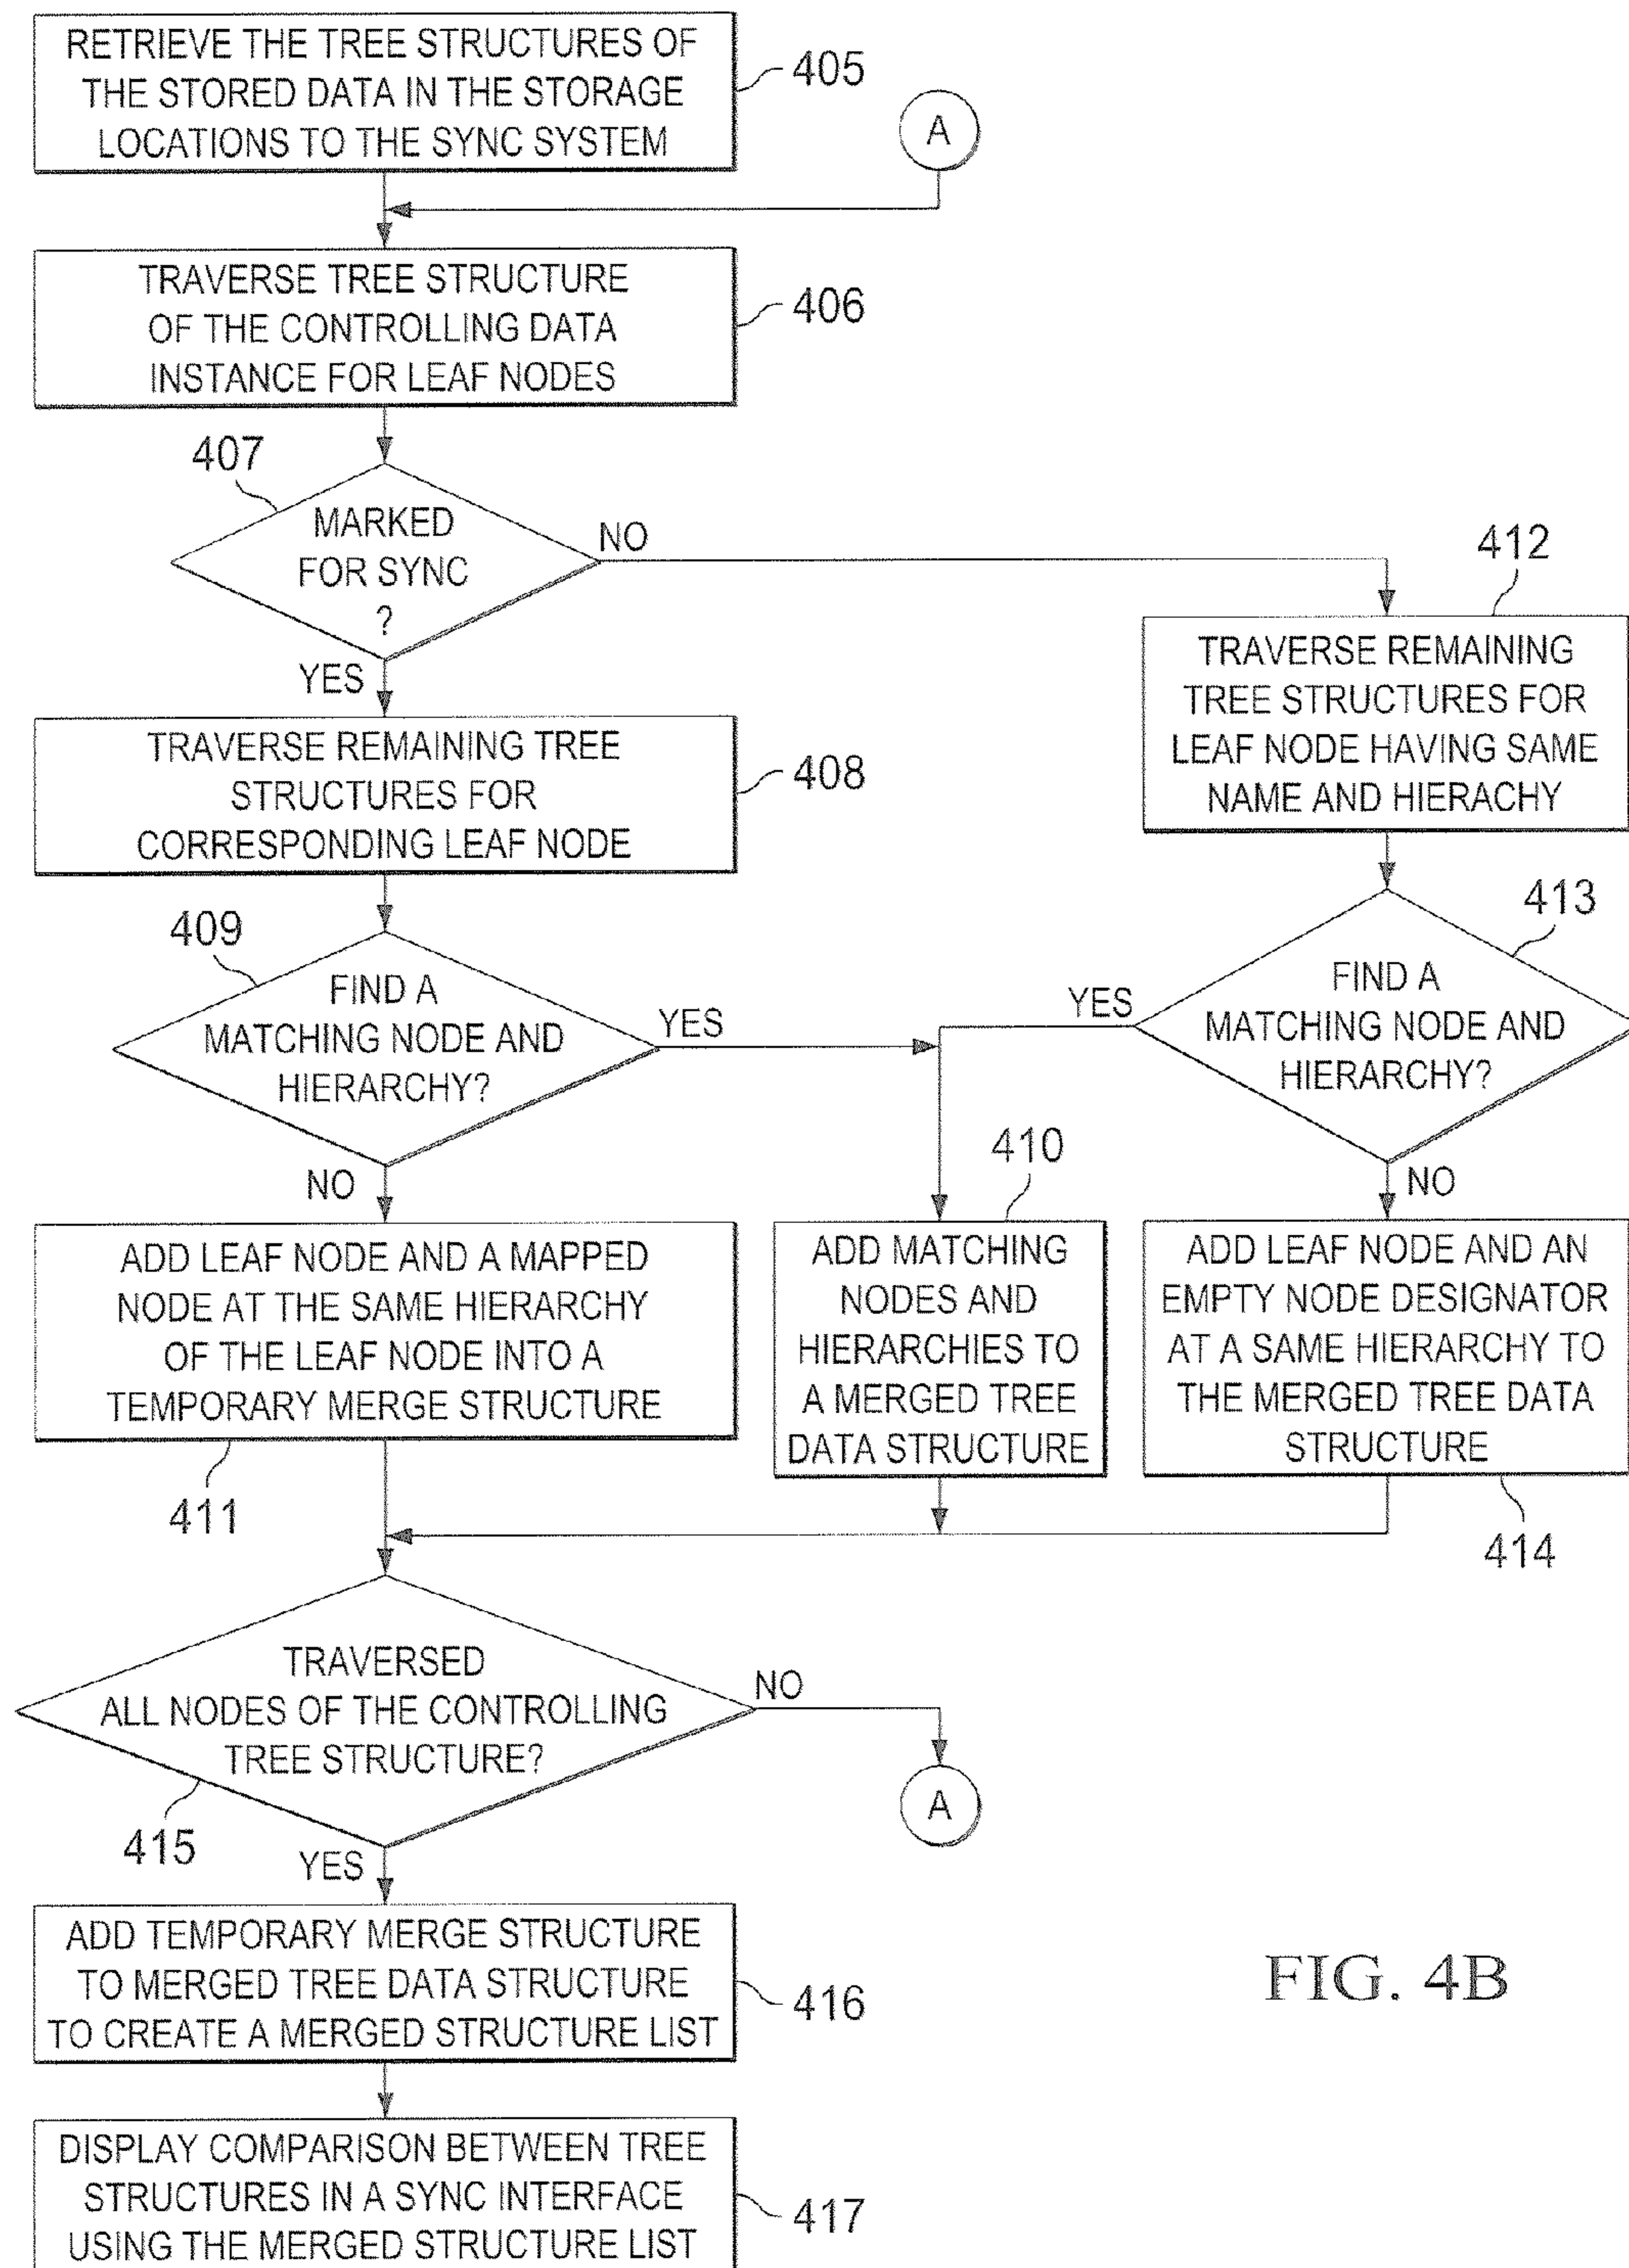 RETRIEVE THE TREE STRUCTURES OF
THE STORED DATA IN THE STORAGE
LOCATIONS TO THE SYNC SYSTEM
405
A
TRAVERSE TREE STRUCTURE
OF THE CONTROLLING DATA
INSTANCE FOR LEAF NODES
406
407
MARKED
FOR SYNC
?
NO
YES
412
TRAVERSE REMAINING
TREE STRUCTURES FOR
LEAF NODE HAVING SAME
NAME AND HIERACHY
TRAVERSE REMAINING TREE
STRUCTURES FOR
CORRESPONDING LEAF NODE
408
409
FIND A
MATCHING NODE AND
HIERARCHY?
YES
NO
413
FIND A
MATCHING NODE AND
HIERARCHY?
YES
NO
410
ADD LEAF NODE AND A MAPPED
NODE AT THE SAME HIERARCHY
OF THE LEAF NODE INTO A
TEMPORARY MERGE STRUCTURE
411
ADD MATCHING
NODES AND
HIERARCHIES TO
A MERGED TREE
DATA STRUCTURE
ADD LEAF NODE AND AN
EMPTY NODE DESIGNATOR
AT A SAME HIERARCHY TO
THE MERGED TREE DATA
STRUCTURE
414
TRAVERSED
ALL NODES OF THE CONTROLLING
TREE STRUCTURE?
NO
A
415
YES
ADD TEMPORARY MERGE STRUCTURE
TO MERGED TREE DATA STRUCTURE
TO CREATE A MERGED STRUCTURE LIST
416
FIG. 4B
DISPLAY COMPARISON BETWEEN TREE
STRUCTURES IN A SYNC INTERFACE
USING THE MERGED STRUCTURE LIST
417